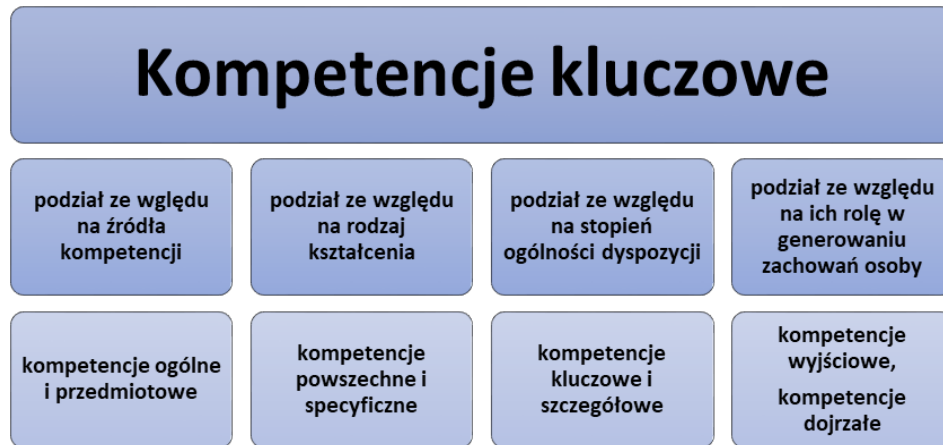 Kompetencje kluczowe
podział ze wględu
na źródła
kompetencji
podział ze względu
na rodzaj
kształcenia
podział ze względu
na stopień
ogólności dyspozycji
podział ze względu
na ich rolę w
generowaniu
zachowań osoby
kompetencje ogólne
i przedmiotowe
kompetencje
powszechne i
specyficzne
kompetencje
kluczowe i
szczegółowe
kompetencje
wyjściowe,
kompetencje
dojrzałe